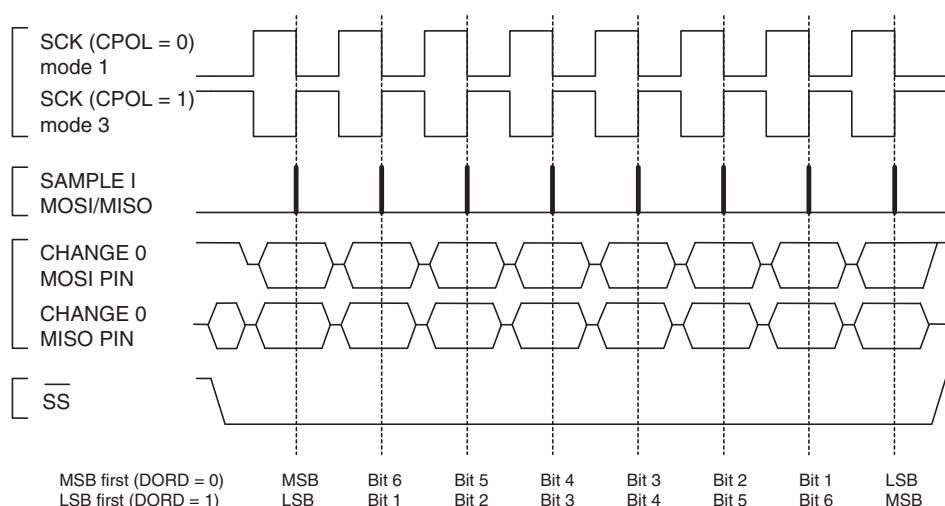 SCK (CPOL = 0)
mode 1
SCK (CPOL = 1)
mode 3
SAMPLE I
MOSI/MISO
CHANGE 0
MOSI PIN
CHANGE 0
MISO PIN
SS
MSB first (DORD = 0) MSB Bit 6 Bit 5 Bit 4 Bit 3 Bit 2 Bit 1 LSB
LSB first (DORD = 1) LSB Bit 1 Bit 2 Bit 3 Bit 4 Bit 5 Bit 6 MSB